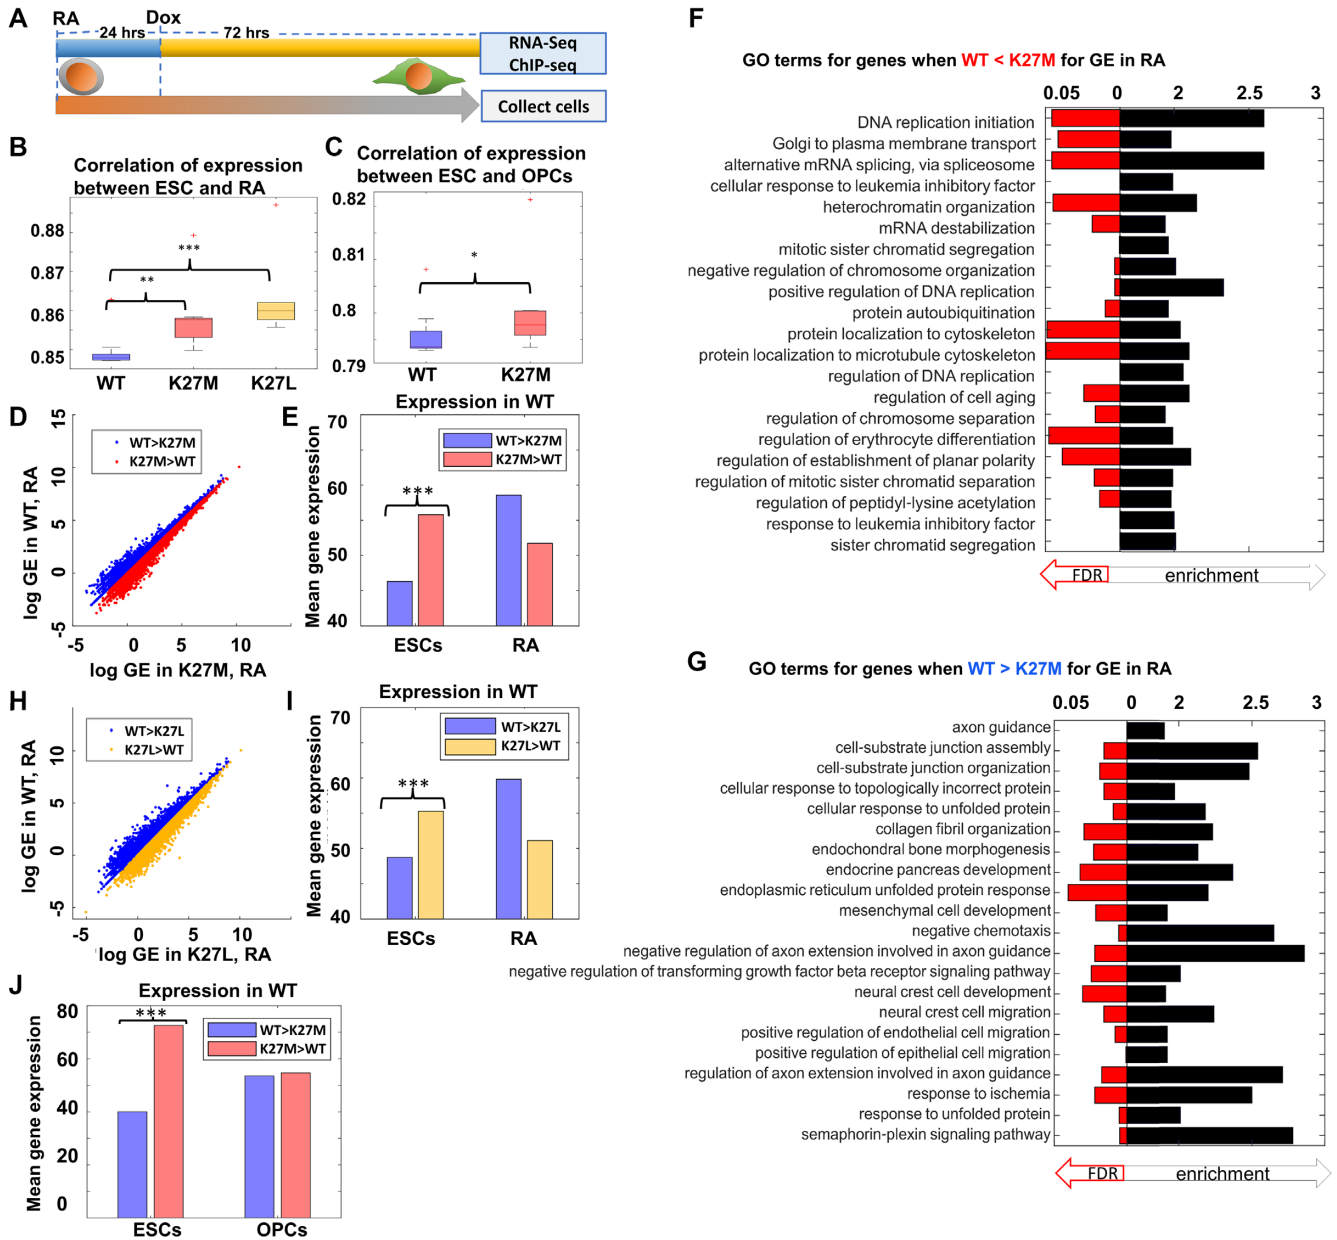 A
RA
Dox
24 hrs
72 hrs
RNA-Seq
ChIP-seq
Collect cells
B
Correlation of expression
between ESC and RA
0.88
0.87
0.86
0.85
***
**
WT
K27M
K27L
C
Correlation of expression
between ESC and OPCs
0.82
0.81
0.8
0.79
*
WT
K27M
D
15
10
5
0
-5
log GE in WT, RA
WT>K27M
K27M>WT
0
5
10
log GE in K27M, RA
E
Expression in WT
70
60
50
40
Mean gene expression
WT>K27M
K27M>WT
***
ESCs
RA
H
10
5
0
-5
log GE in WT, RA
WT>K27L
K27L>WT
-5
0
5
10
log GE in K27L, RA
I
Expression in WT
70
60
50
40
Mean gene expression
WT>K27L
K27L>WT
***
ESCs
RA
J
Expression in WT
80
60
40
20
0
Mean gene expression
***
WT>K27M
K27M>WT
ESCs
OPCs
F
GO terms for genes when WT < K27M for GE in RA
0.05 0 2 2.5 3
DNA replication initiation
Golgi to plasma membrane transport
alternative mRNA splicing, via spliceosome
cellular response to leukemia inhibitory factor
heterochromatin organization
mRNA destabilization
mitotic sister chromatid segregation
negative regulation of chromosome organization
positive regulation of DNA replication
protein autoubiquitination
protein localization to cytoskeleton
protein localization to microtubule cytoskeleton
regulation of DNA replication
regulation of cell aging
regulation of chromosome separation
regulation of erythrocyte differentiation
regulation of establishment of planar polarity
regulation of mitotic sister chromatid separation
regulation of peptidyl-lysine acetylation
response to leukemia inhibitory factor
sister chromatid segregation
FDR
enrichment
G
GO terms for genes when WT > K27M for GE in RA
0.05 0 2 2.5 3
axon guidance
cell-substrate junction assembly
cell-substrate junction organization
cellular response to topologically incorrect protein
cellular response to unfolded protein
collagen fibril organization
endochondral bone morphogenesis
endocrine pancreas development
endoplasmic reticulum unfolded protein response
mesenchymal cell development
negative chemotaxis
negative regulation of axon extension involved in axon guidance
negative regulation of transforming growth factor beta receptor signaling pathway
neural crest cell development
neural crest cell migration
positive regulation of endothelial cell migration
positive regulation of epithelial cell migration
regulation of axon extension involved in axon guidance
response to ischemia
response to unfolded protein
semaphorin-plexin signaling pathway
FDR
enrichment